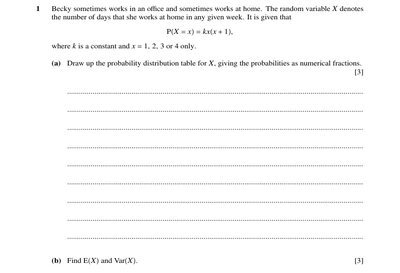 1 Becky sometimes works in an office and sometimes works at home. The random variable X denotes
the number of days that she works at home in any given week. It is given that
P(X = x) = kx(x + 1),
where k is a constant and x = 1, 2, 3 or 4 only.
(a) Draw up the probability distribution table for X, giving the probabilities as numerical fractions.
[3]
(b) Find E(X) and Var(X). [3]